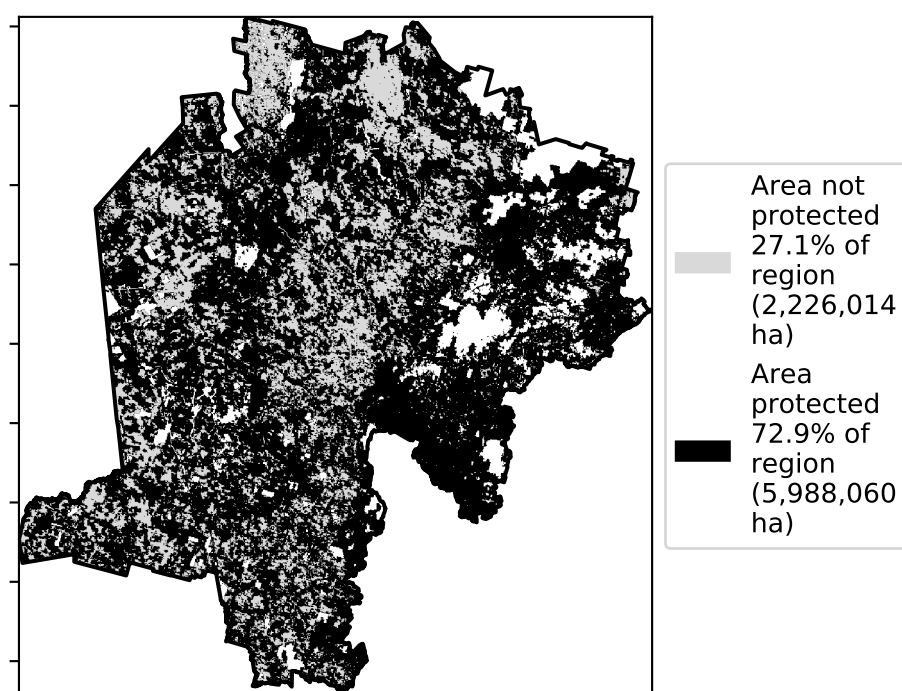 Area not
protected
27.1% of
region
(2,226,014
ha)
Area
protected
72.9% of
region
(5,988,060
ha)